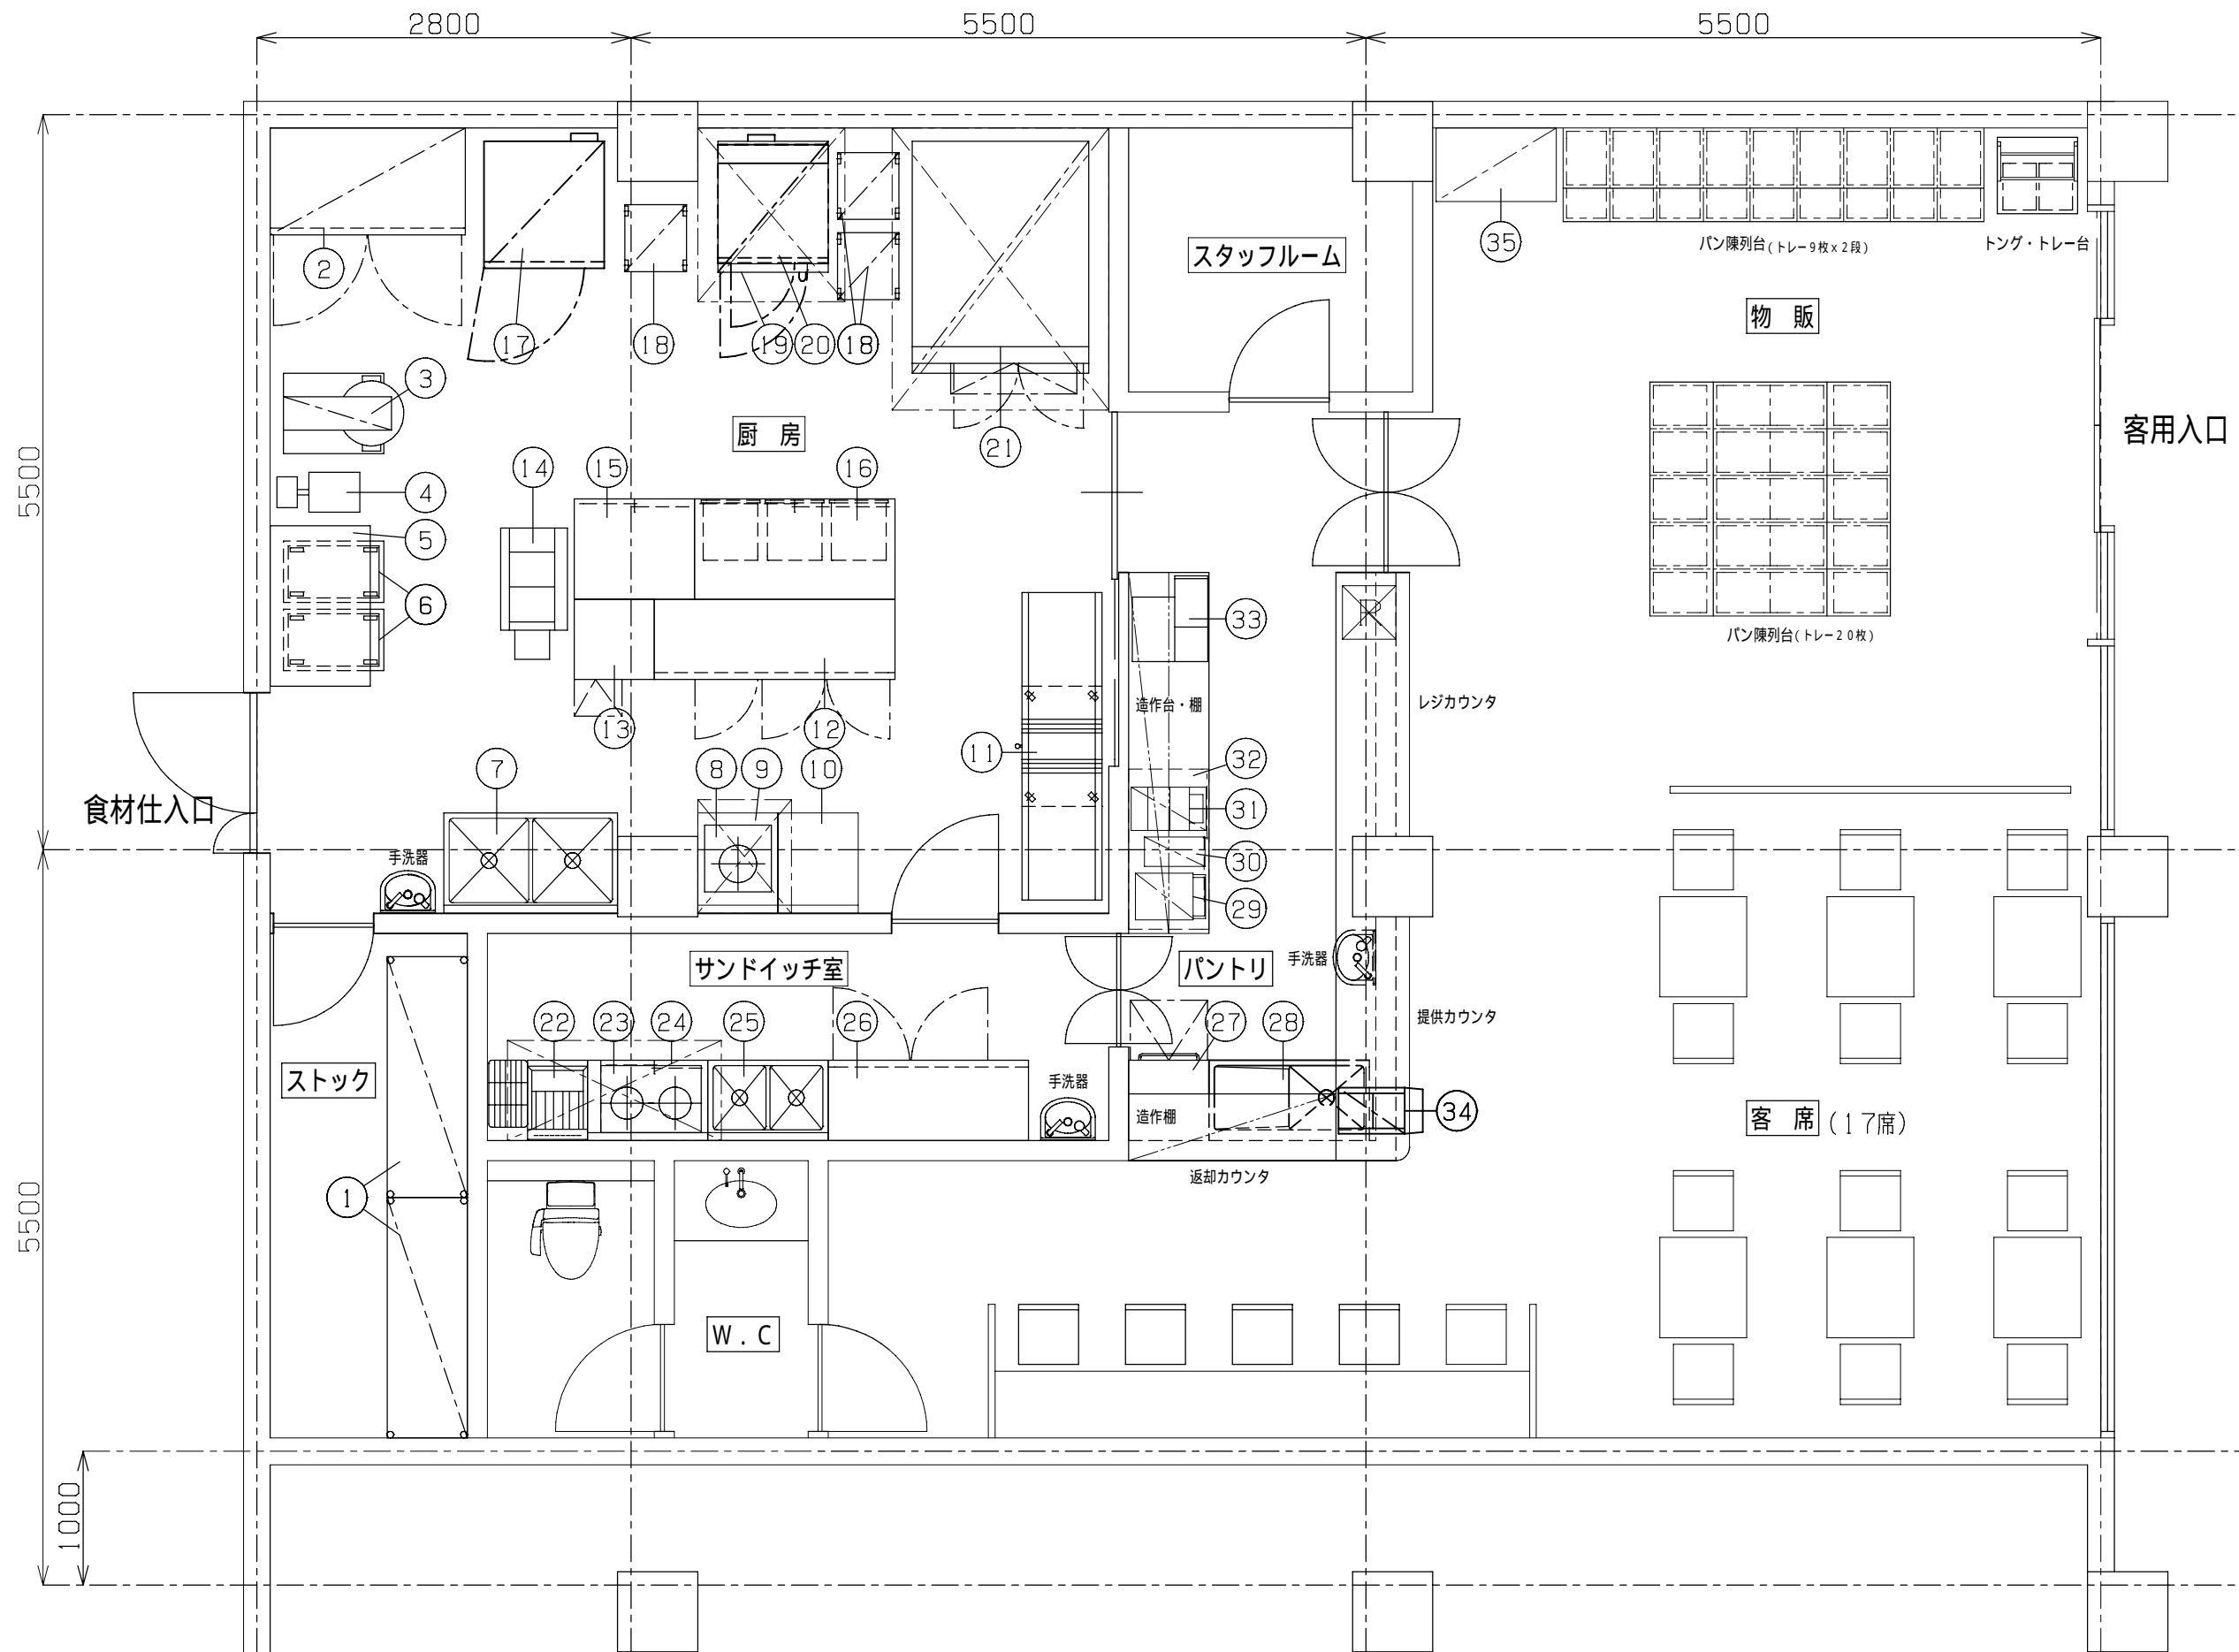 2800
5500
5500
5500
5500
1000
2
17
18
19
20
18
21
スタッフルーム
35
パン陳列台(トレー9枚x2段)
トング・トレー台
物　販
3
厨　房
客用入口
14
15
16
4
5
6
33
パン陳列台(トレー20枚)
造作台・棚
レジカウンタ
13
12
11
7
8
9
10
32
31
食材仕入口
手洗器
30
29
サンドイッチ室
パントリ
手洗器
22
23
24
25
26
27
28
提供カウンタ
ストック
手洗器
造作棚
34
客　席(17席)
返却カウンタ
1
W.C
R